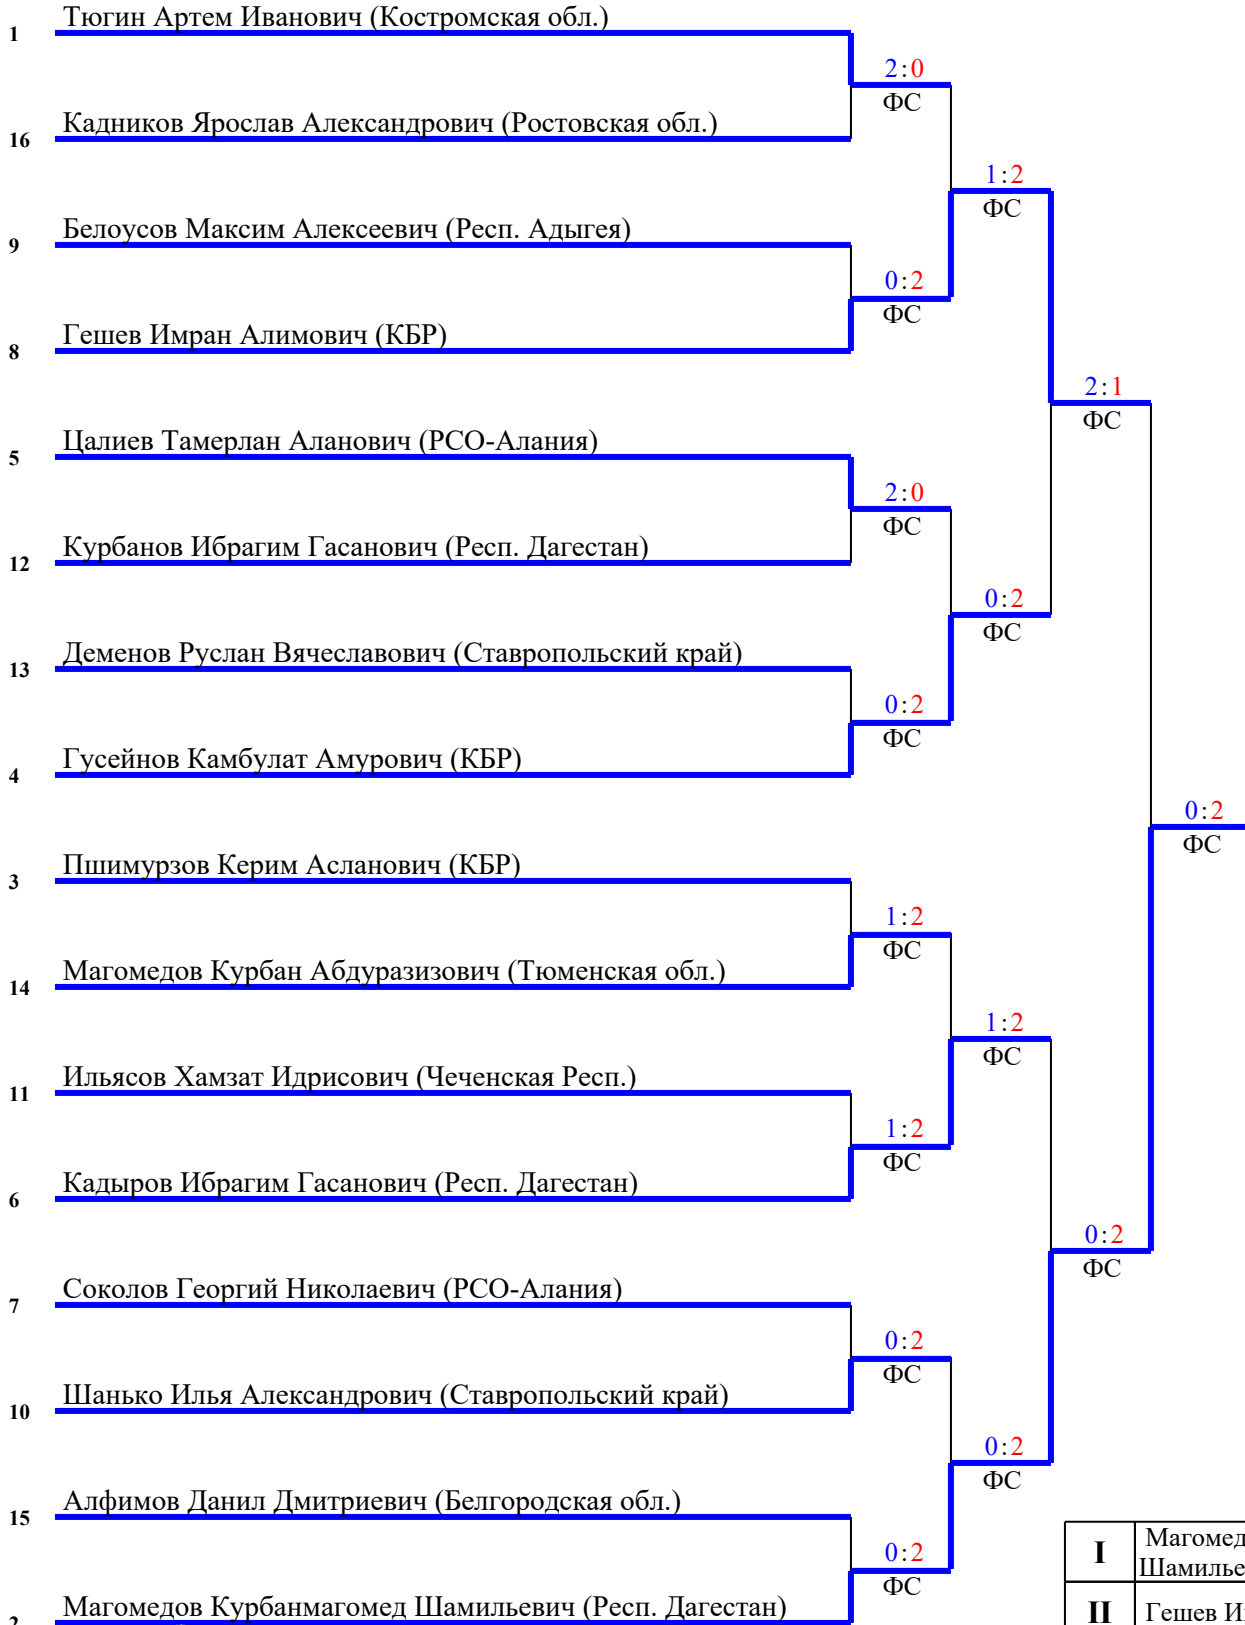 1 Тюгин Артем Иванович (Костромская обл.)
2:0
ФС
16 Кадников Ярослав Александрович (Ростовская обл.)
1:2
ФС
9 Белоусов Максим Алексеевич (Респ. Адыгея)
0:2
ФС
8 Гешев Имран Алимович (КБР)
2:1
ФС
5 Цалиев Тамерлан Аланович (РСО-Алания)
2:0
ФС
12 Курбанов Ибрагим Гасанович (Респ. Дагестан)
0:2
ФС
13 Деменов Руслан Вячеславович (Ставропольский край)
0:2
ФС
4 Гусейнов Камбулат Амурович (КБР)
0:2
ФС
3 Пшимурзов Керим Асланович (КБР)
1:2
ФС
14 Магомедов Курбан Абдуразизович (Тюменская обл.)
1:2
ФС
11 Ильясов Хамзат Идрисович (Чеченская Респ.)
1:2
ФС
6 Кадыров Ибрагим Гасанович (Респ. Дагестан)
0:2
ФС
7 Соколов Георгий Николаевич (РСО-Алания)
0:2
ФС
10 Шанько Илья Александрович (Ставропольский край)
0:2
ФС
15 Алфимов Данил Дмитриевич (Белгородская обл.)
0:2
ФС
2 Магомедов Курбанмагомед Шамильевич (Респ. Дагестан)
I Магомед
Шамилье
II Гешев